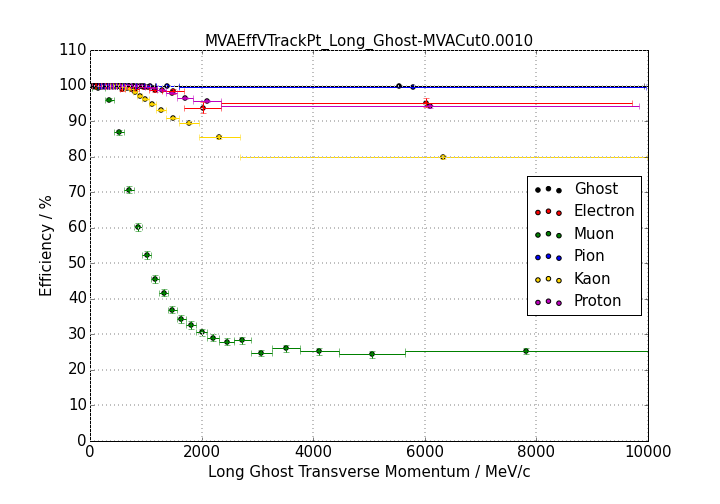 MVAEffVTrackPt_Long_Ghost-MVACut0.0010
110
100
90
80
70
60
50
40
30
20
10
0
Efficiency / %
Ghost
Electron
Muon
Pion
Kaon
Proton
0 2000 4000 6000 8000 10000
Long Ghost Transverse Momentum / MeV/c